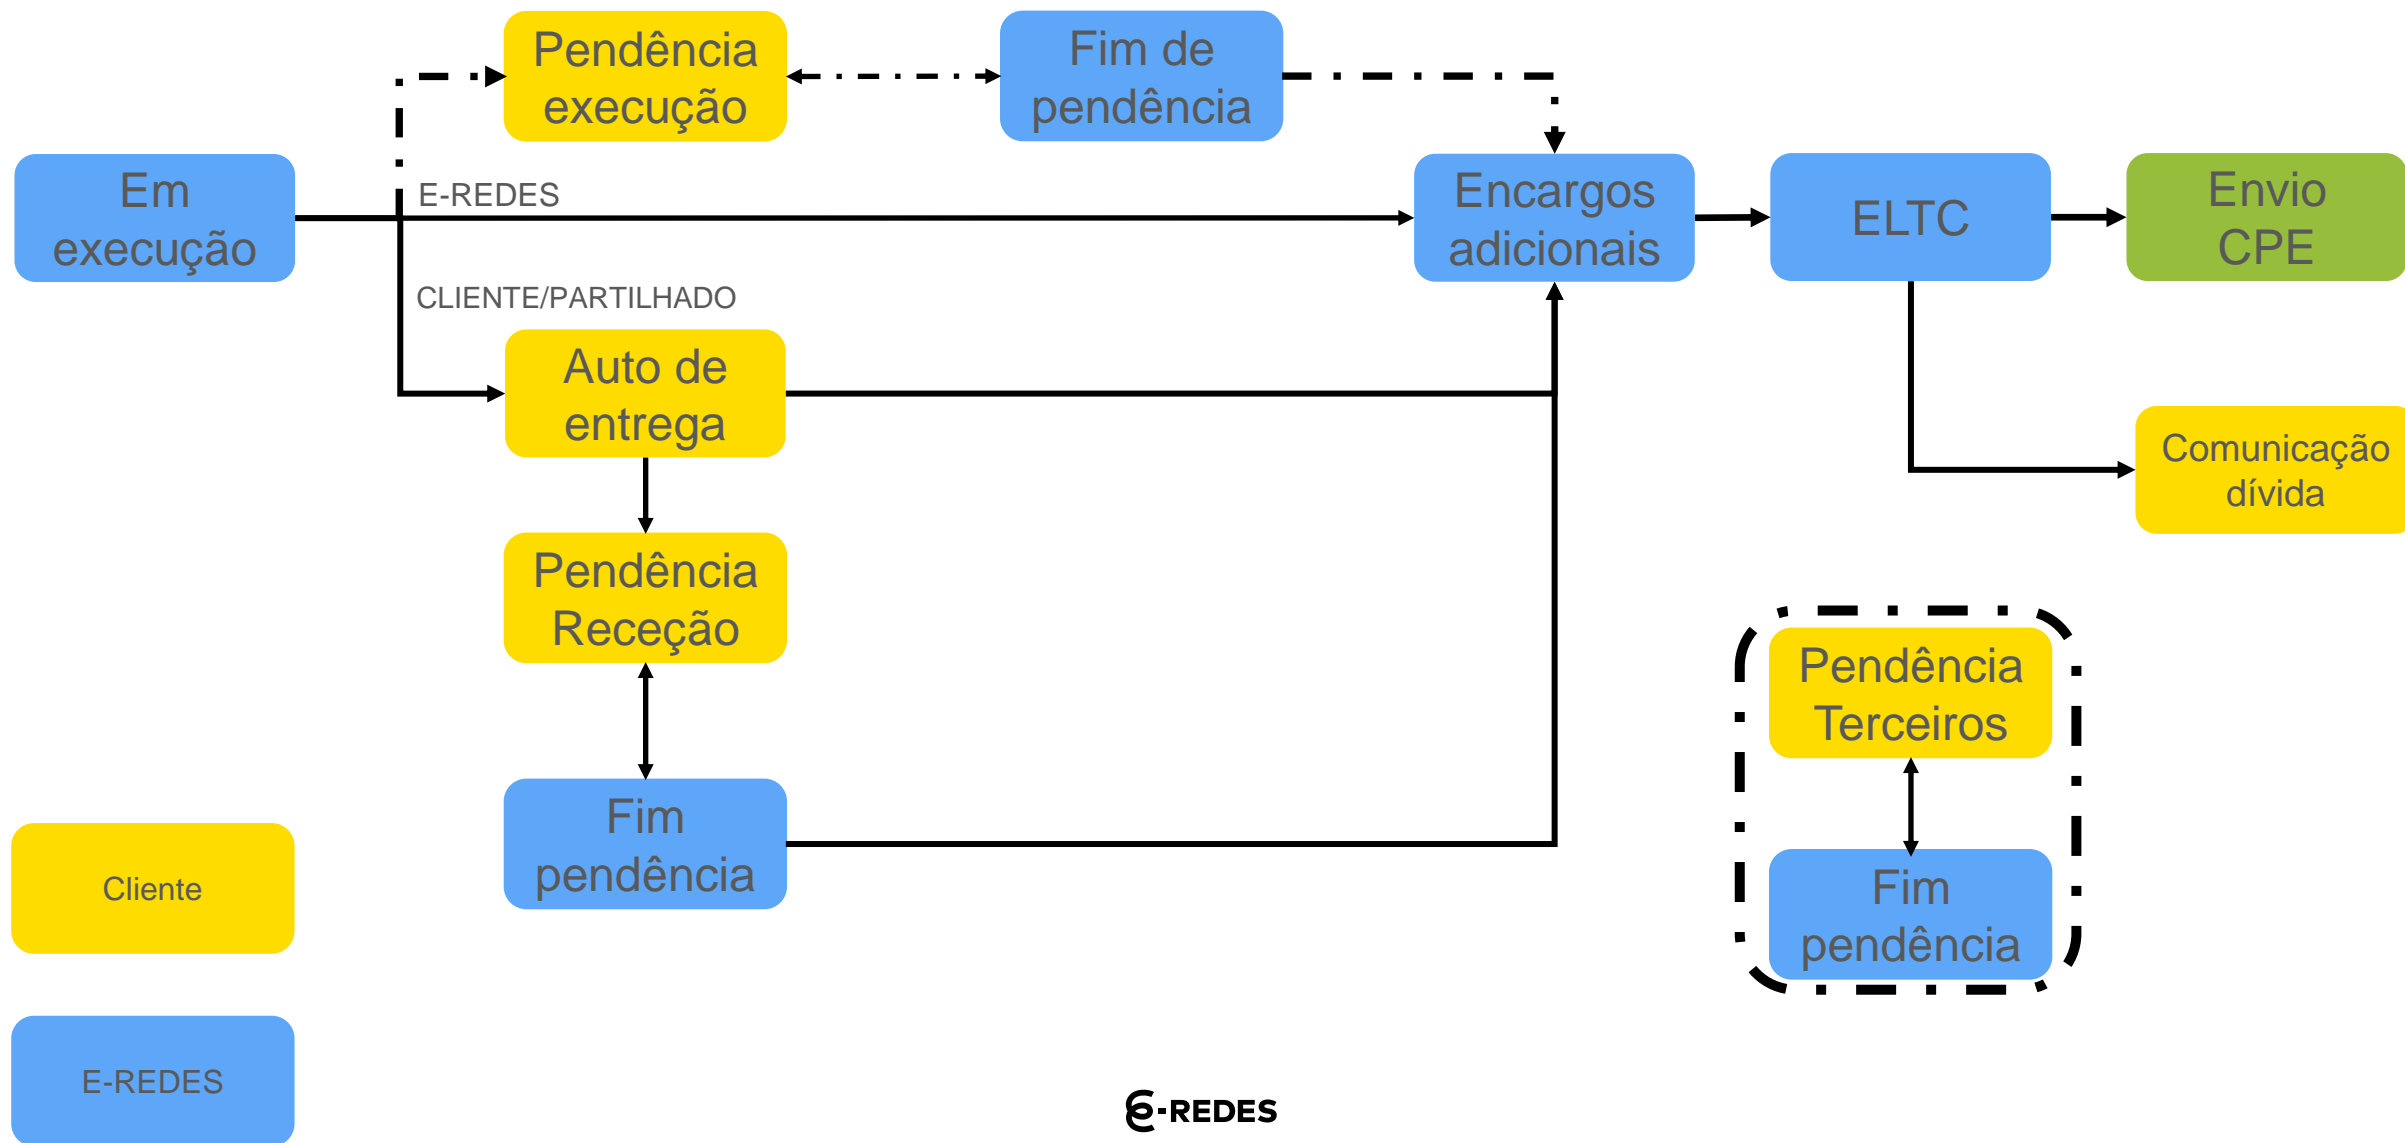 Pendência
execução
Fim de
pendência
Em
execução
E-REDES
Encargos
adicionais
ELTC
Envio
CPE
CLIENTE/PARTILHADO
Auto de
entrega
Comunicação
dívida
Pendência
Receção
Pendência
Terceiros
Fim
pendência
Fim
pendência
Cliente
E-REDES
E-REDES